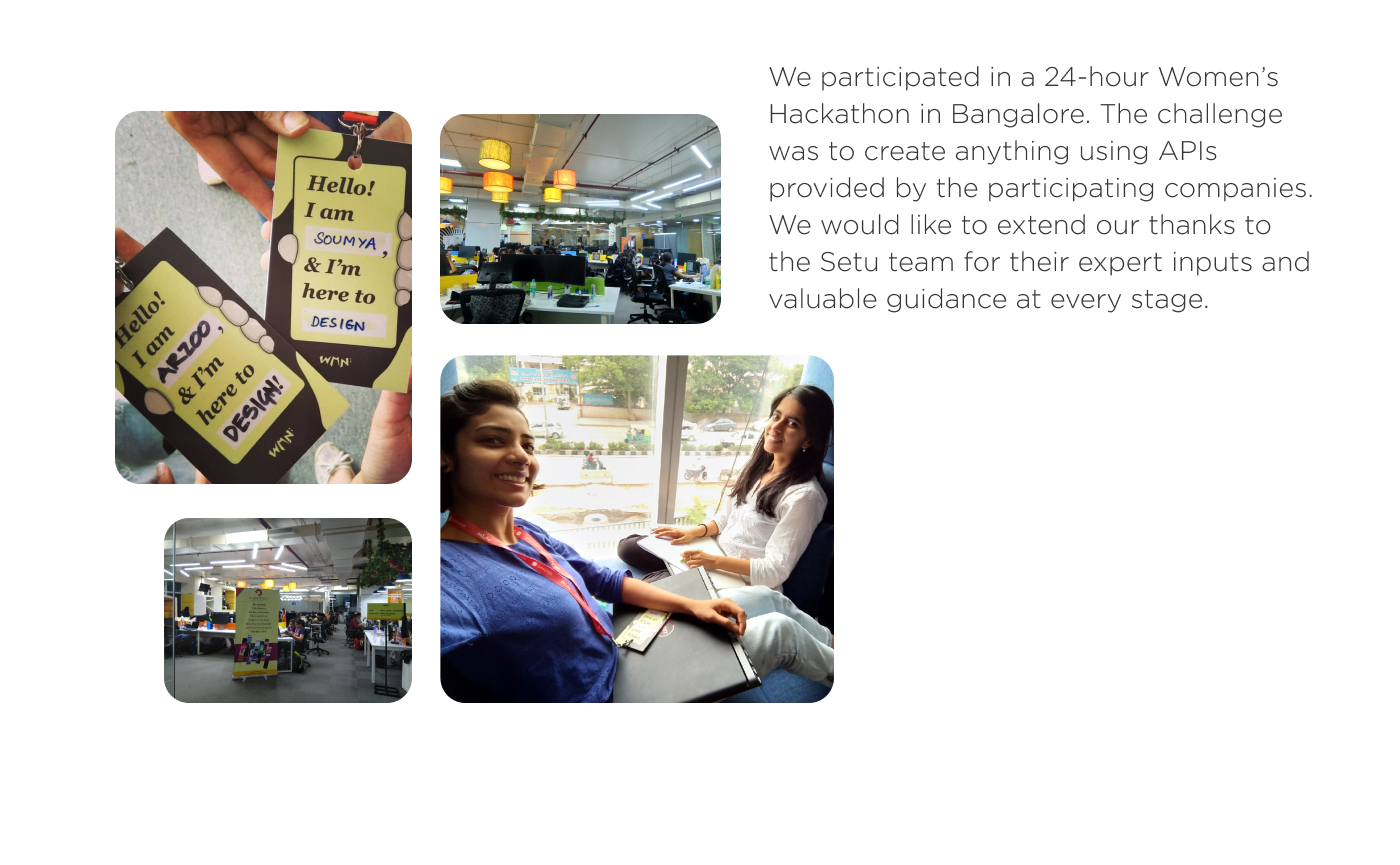 We participated in a 24-hour Women's
Hackathon in Bangalore. The challenge
was to create anything using APIs
provided by the participating companies.
We would like to extend our thanks to
the Setu team for their expert inputs and
valuable guidance at every stage.
Hello!
I am
SOUMYA,
& I'm
here to
DESIGN
WMN:
Hello!
I am
ARZOO,
& I'm
here to
DESIGN!
WMN: